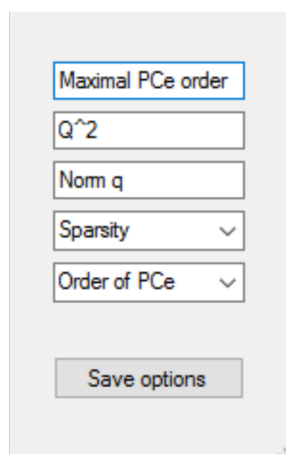 Maximal PCe order
Q^2
Norm q
Sparsity
Order of PCe
Save options